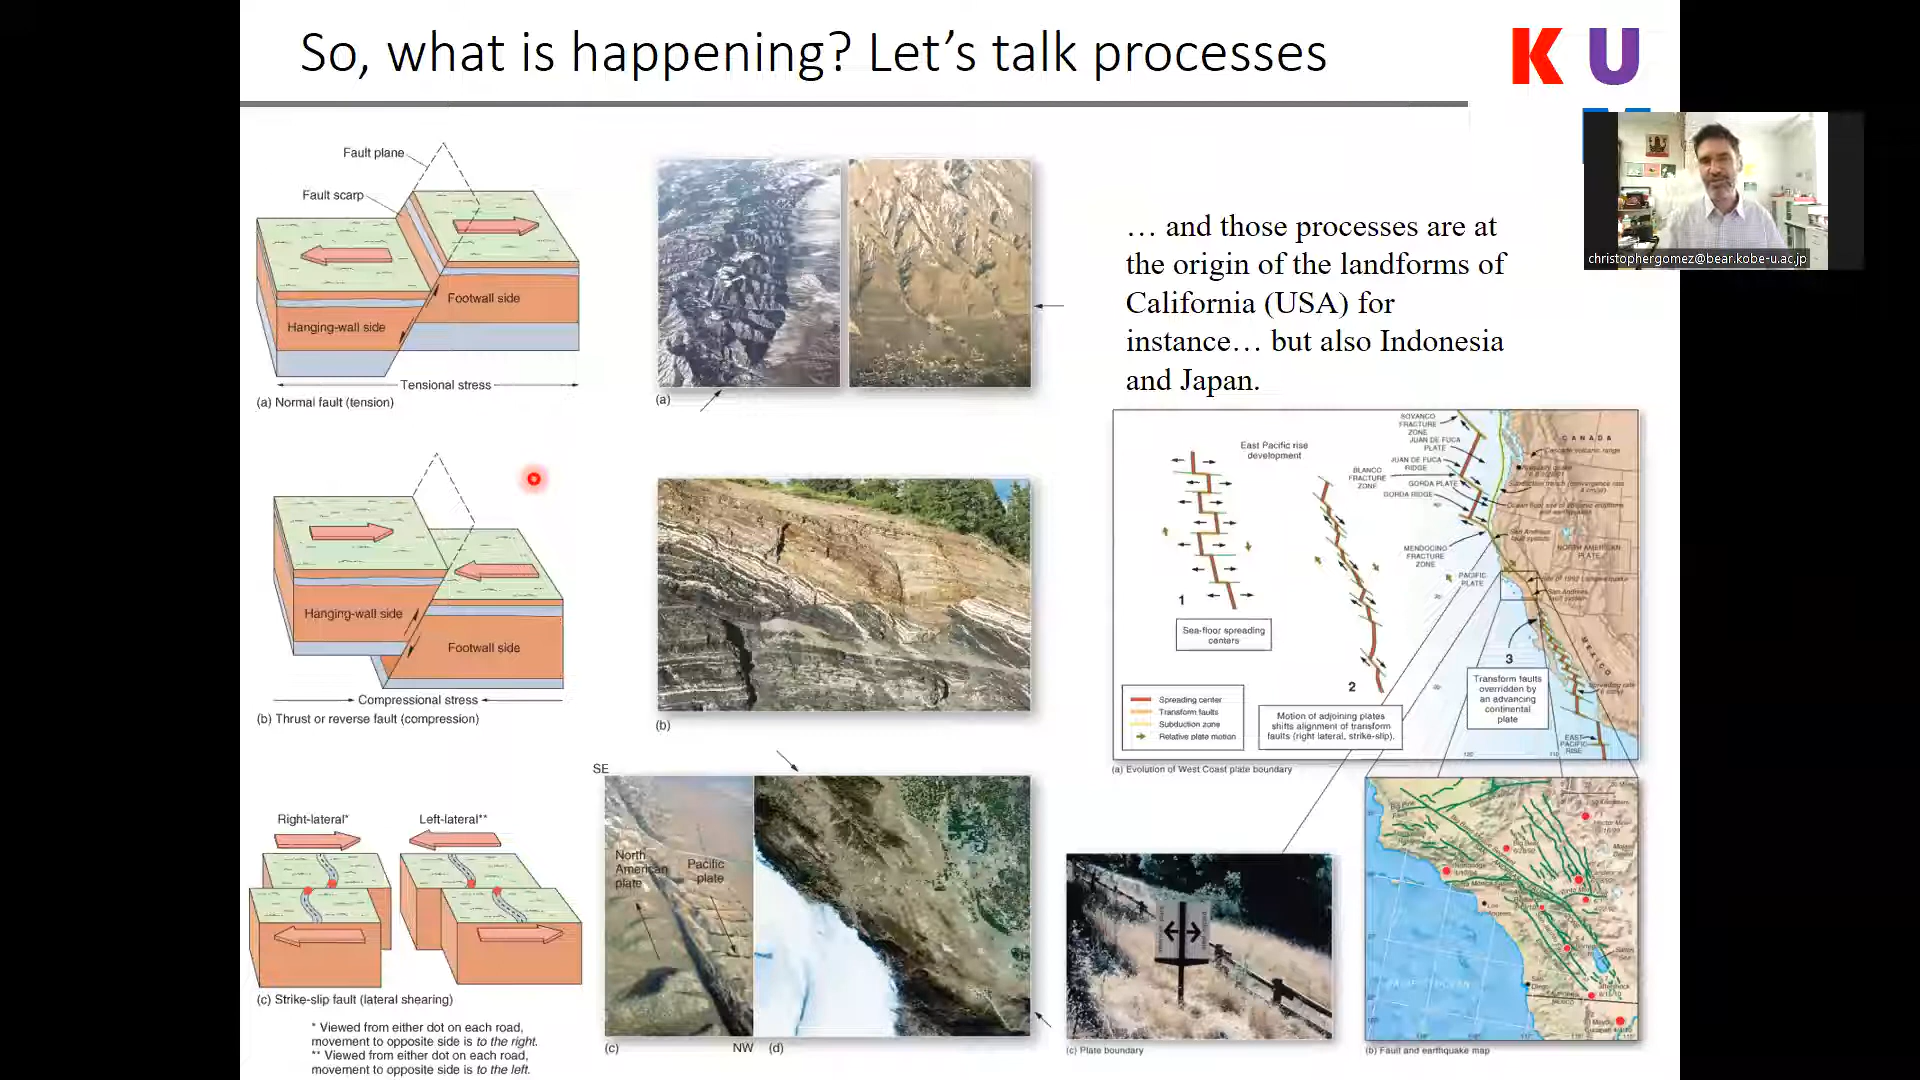 So, what is happening? Let's talk processes
K U
christophergomez@bear.kobe-u.ac.jp
Fault plane
Fault scarp
Footwall side
Hanging-wall side
Tensional stress
(a) Normal fault (tension)
Hanging-wall side
Footwall side
Compressional stress
(b) Thrust or reverse fault (compression)
Right-lateral*
Left-lateral**
(c) Strike-slip fault (lateral shearing)
* Viewed from either dot on each road,
movement to opposite side is to the right.
** Viewed from either dot on each road,
movement to opposite side is to the left.
(a)
(b)
SE
North
American
plate
Pacific
plate
(c)
NW
(d)
… and those processes are at
the origin of the landforms of
California (USA) for
instance… but also Indonesia
and Japan.
East Pacific rise
development
1
Sea-floor spreading
centers
2
Motion of adjoining plates
shifts alignment of transform
faults (right lateral, strike-slip).
Spreading center
Transform faults
Subduction zone
Relative plate motion
SOVANCO
FRACTURE
ZONE
JUAN DE FUCA
PLATE
JUAN DE FUCA
RIDGE
BLANCO
FRACTURE
ZONE
GORDA PLATE
GORDA RIDGE
MENDOCINO
FRACTURE
ZONE
PACIFIC
PLATE
CANADA
Cascade volcanic range
NORTH AMERICAN
PLATE
San Andreas
fault system
MEXICO
3
Transform faults
overridden by
an advancing
continental
plate
EAST
PACIFIC
RISE
(a) Evolution of West Coast plate boundary
(c) Plate boundary
Los
Angeles
(b) Fault and earthquake map